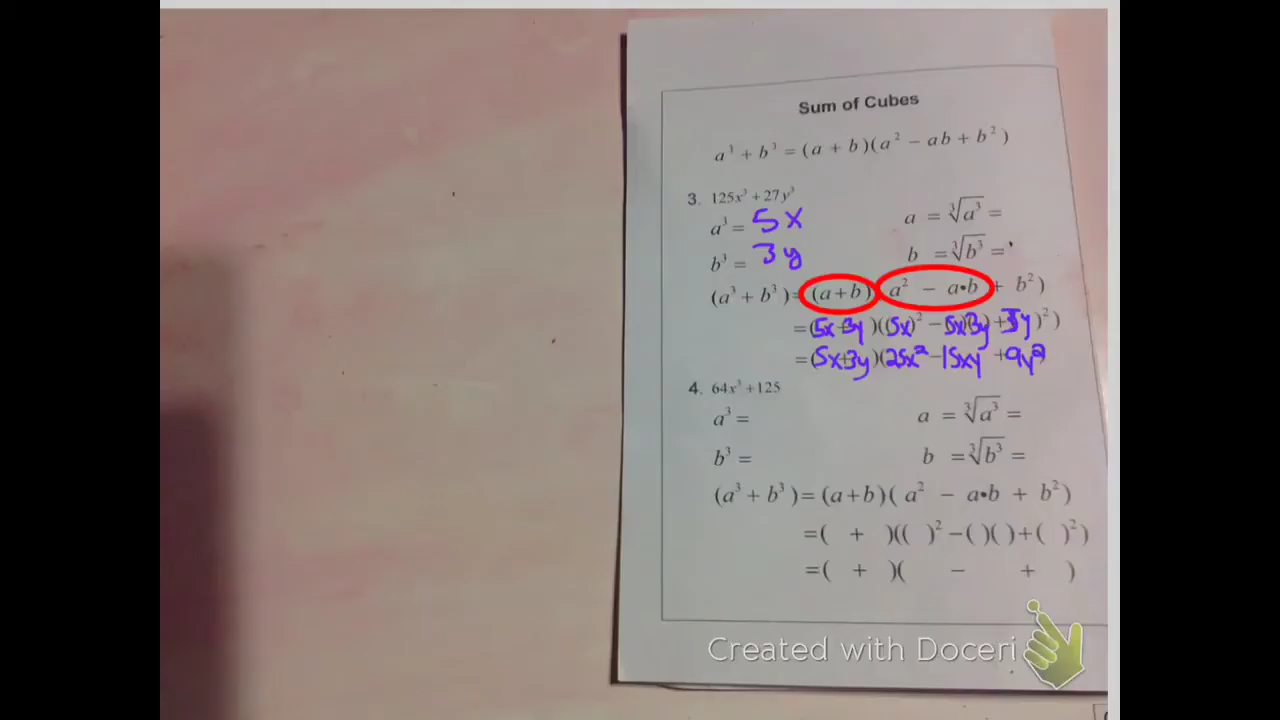 Sum of Cubes
a³ + b³ = (a + b)(a² − ab + b²)
3. 125x³ + 27y³
a³ = 5x a = ∛a³ =
b³ = 3y b = ∛b³ =
(a³ + b³) = (a+b)( a² − a•b + b²)
=(5x+3y)((5x)² −(5x)(3y)+(3y)²)
=(5x+3y)(25x² −15xy +9y²
4. 64x³ +125
a³ = a = ∛a³ =
b³ = b = ∛b³ =
(a³ + b³) = (a+b)( a² − a•b + b²)
=( + )(( )² −( )( )+( )²)
=( + )( − + )
Created with Doceri